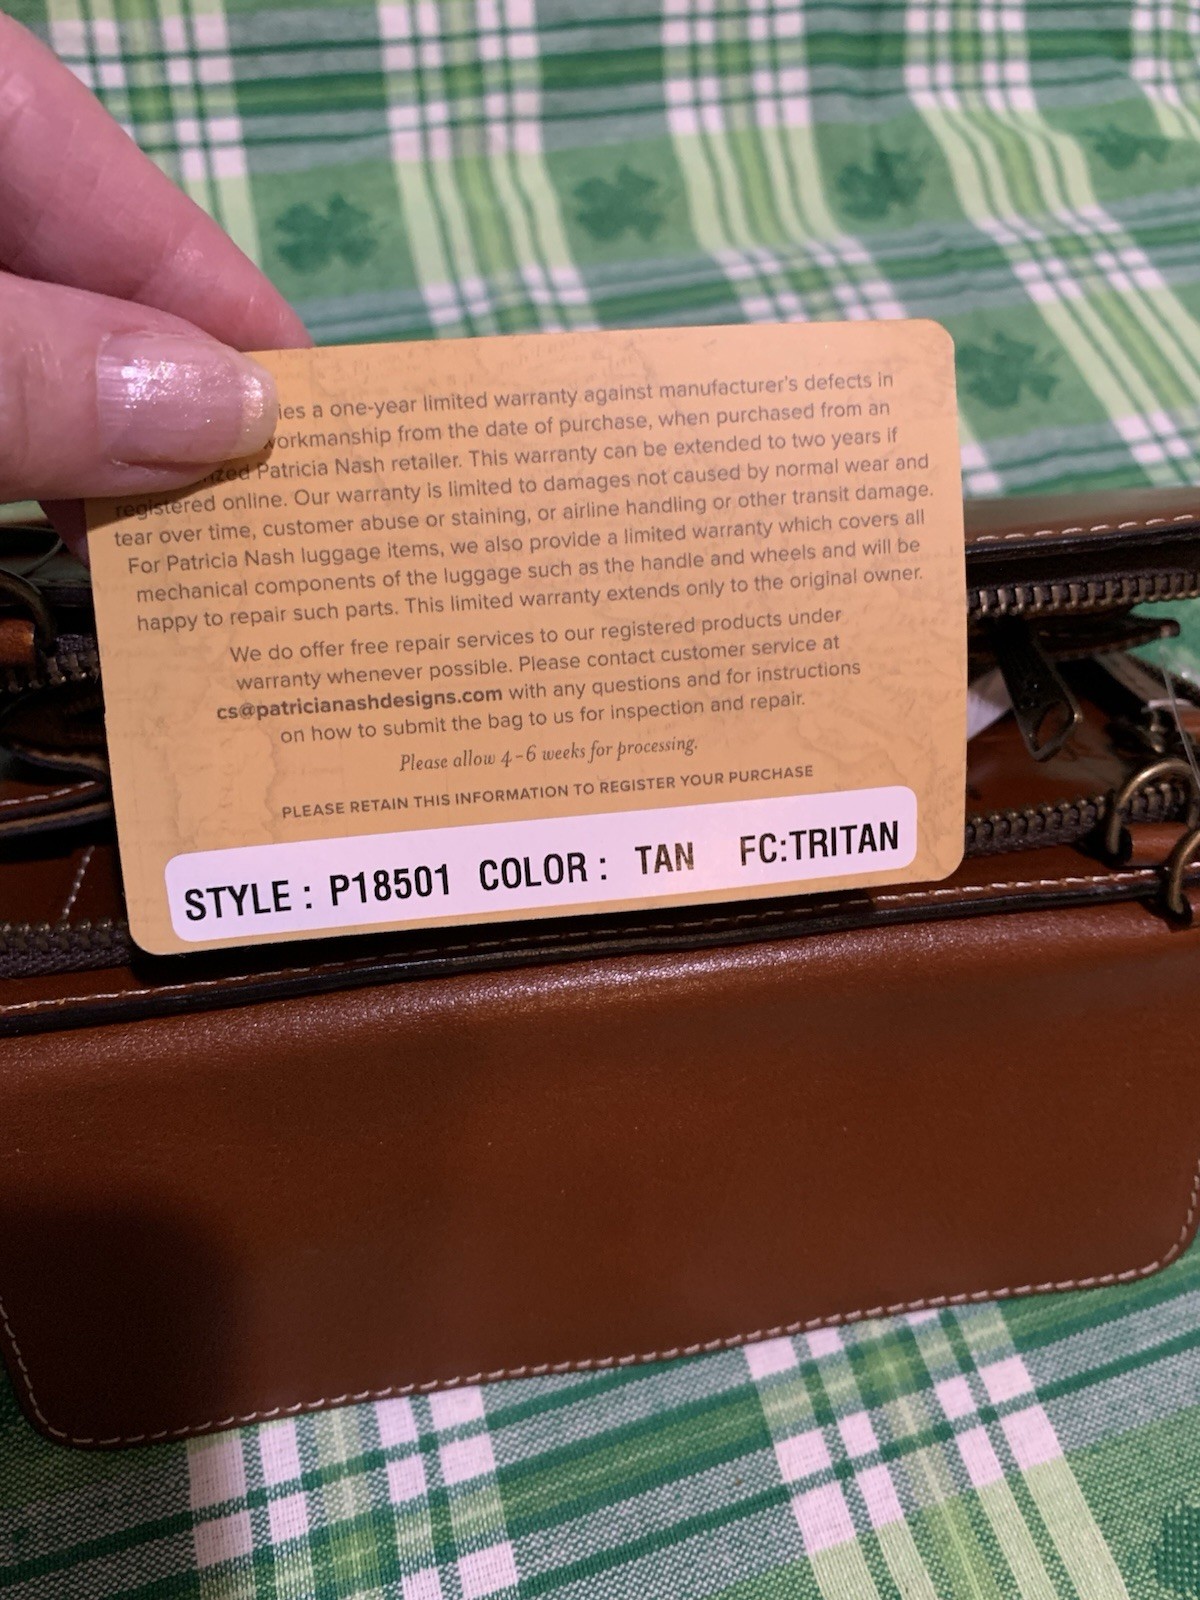 a one-year limited warranty against manufacturer's defects in
workmanship from the date of purchase, when purchased from an
Patricia Nash retailer. This warranty can be extended to two years if
registered online. Our warranty is limited to damages not caused by normal wear and
tear over time, customer abuse or staining, or airline handling or other transit damage.
For Patricia Nash luggage items, we also provide a limited warranty which covers all
mechanical components of the luggage such as the handle and wheels and will be
happy to repair such parts. This limited warranty extends only to the original owner.
We do offer free repair services to our registered products under
warranty whenever possible. Please contact customer service at
cs@patricianashdesigns.com with any questions and for instructions
on how to submit the bag to us for inspection and repair.
Please allow 4-6 weeks for processing.
PLEASE RETAIN THIS INFORMATION TO REGISTER YOUR PURCHASE
STYLE : P18501 COLOR : TAN FC:TRITAN